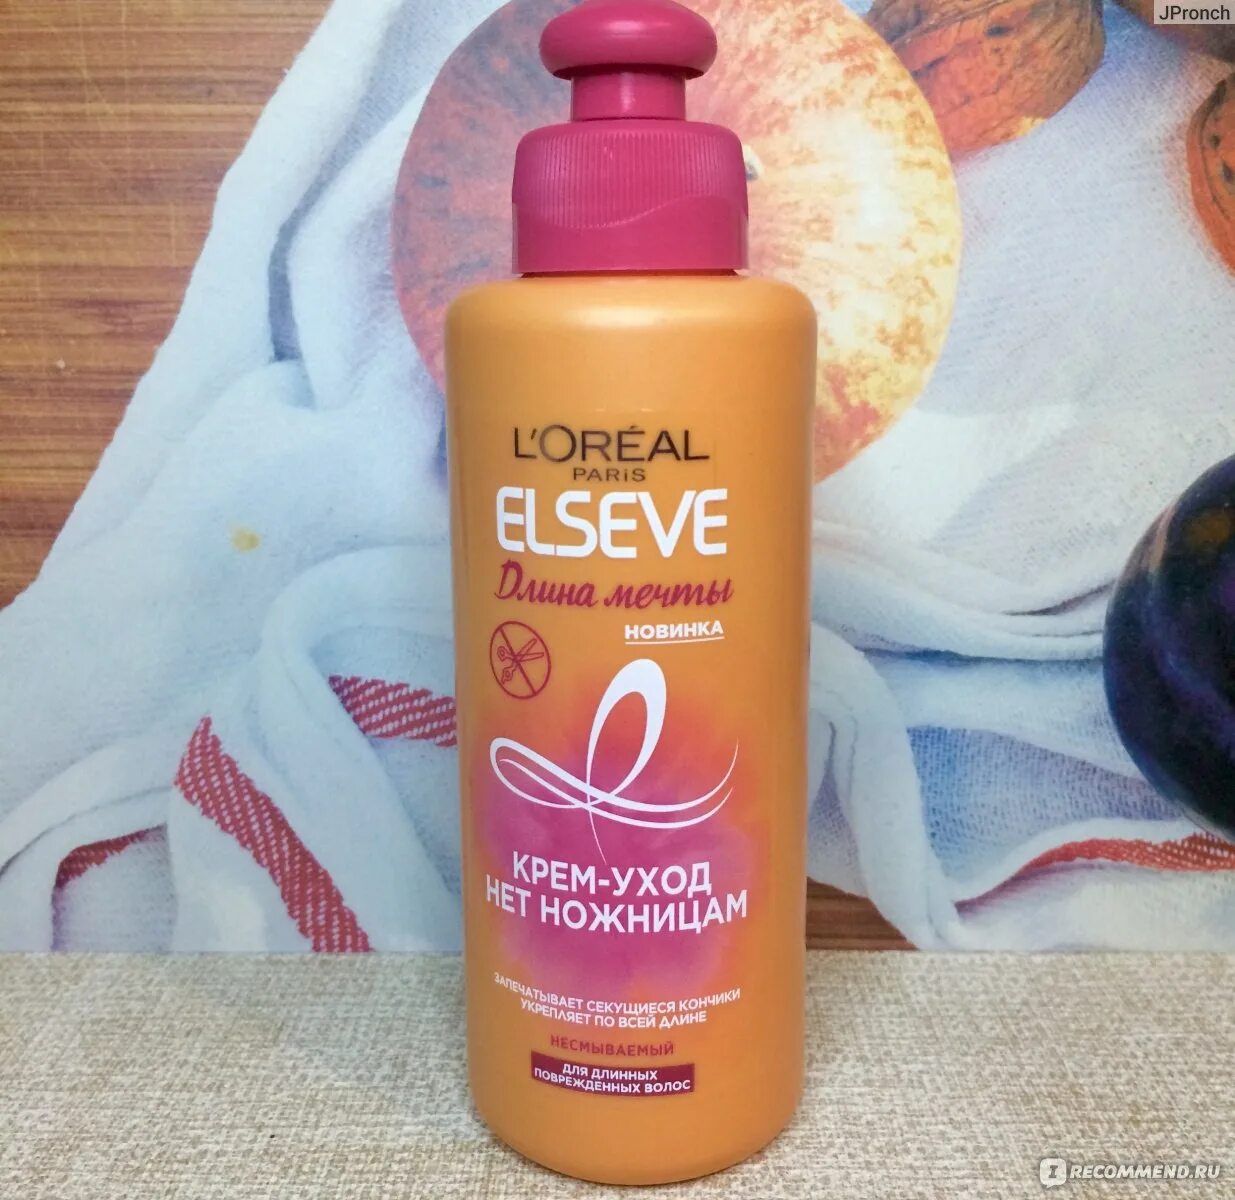 JPronch
L'ORÉAL
PARIS
ELSEVE
Длина мечты
НОВИНКА
КРЕМ-УХОД
НЕТ НОЖНИЦАМ
ЗАПЕЧАТЫВАЕТ СЕКУЩИЕСЯ КОНЧИКИ
УКРЕПЛЯЕТ ПО ВСЕЙ ДЛИНЕ
НЕСМЫВАЕМЫЙ
ДЛЯ ДЛИННЫХ
ПОВРЕЖДЕННЫХ ВОЛОС
IRECOMMEND.RU